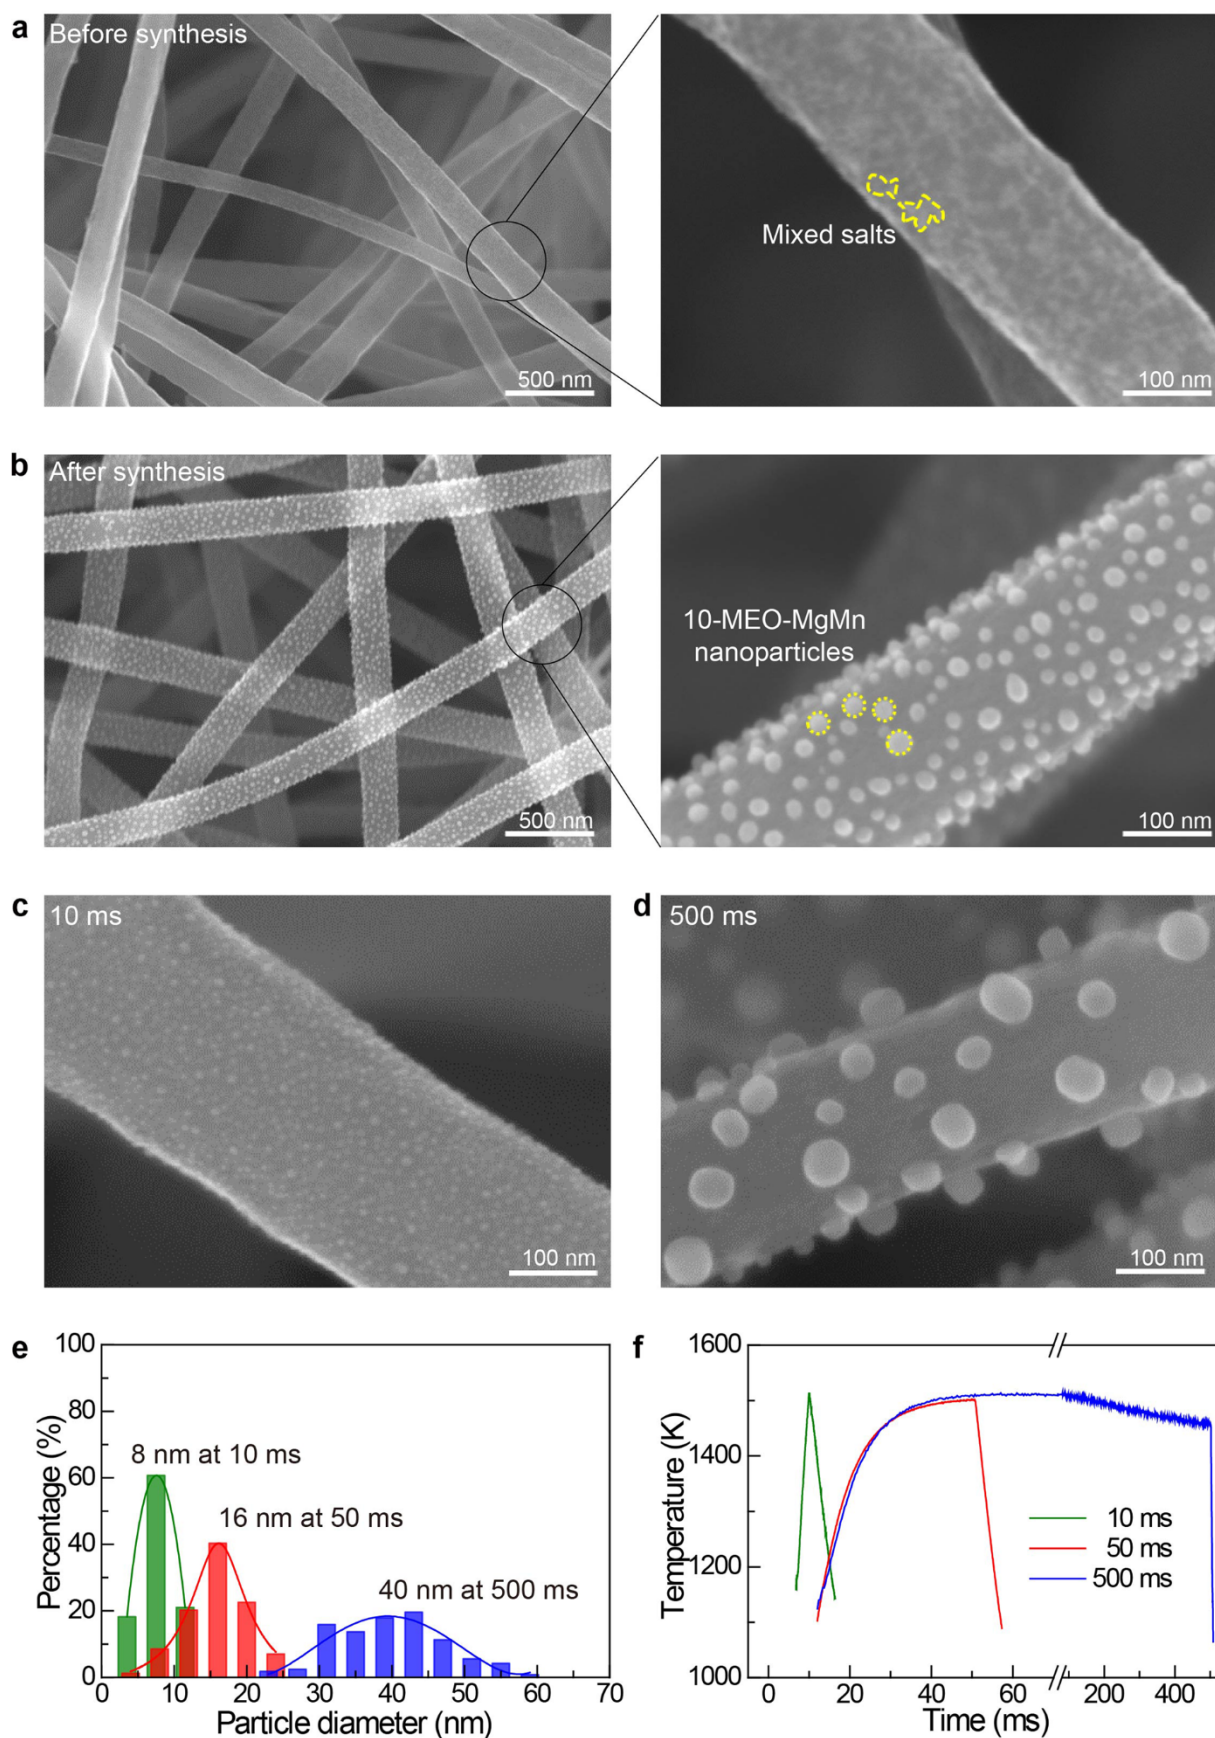 a
Before synthesis
500 nm
Mixed salts
100 nm
b
After synthesis
500 nm
10-MEO-MgMn
nanoparticles
100 nm
c
10 ms
100 nm
d
500 ms
100 nm
e
Percentage (%)
100
80
60
40
20
0
8 nm at 10 ms
16 nm at 50 ms
40 nm at 500 ms
0 10 20 30 40 50 60 70
Particle diameter (nm)
f
Temperature (K)
1600
1400
1200
1000
10 ms
50 ms
500 ms
0 20 40 60 200 400
Time (ms)